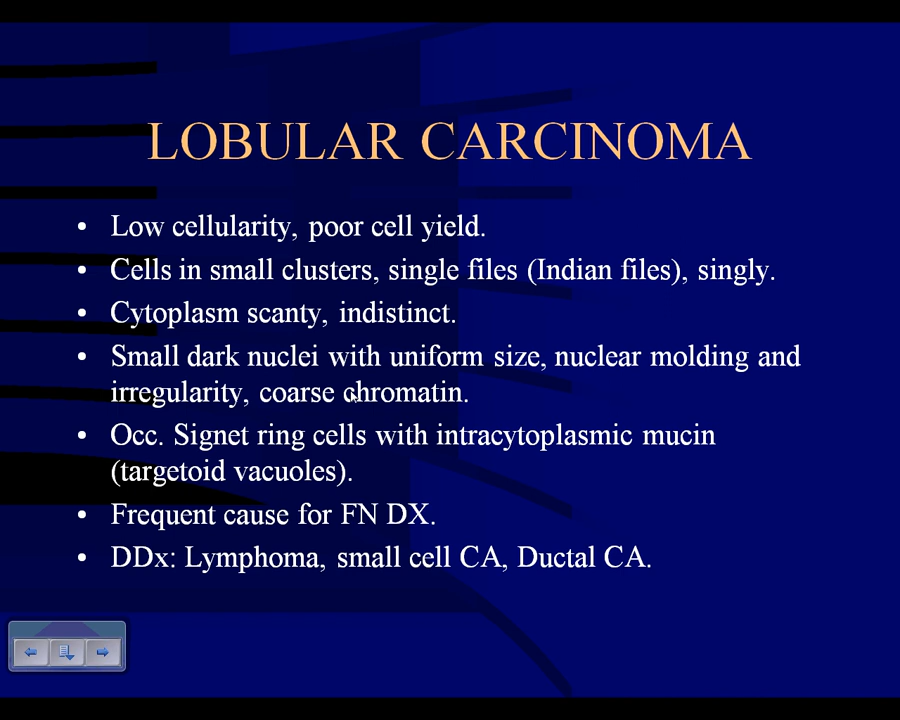 LOBULAR CARCINOMA
• Low cellularity, poor cell yield.
• Cells in small clusters, single files (Indian files), singly.
• Cytoplasm scanty, indistinct.
• Small dark nuclei with uniform size, nuclear molding and
irregularity, coarse chromatin.
• Occ. Signet ring cells with intracytoplasmic mucin
(targetoid vacuoles).
• Frequent cause for FN DX.
• DDx: Lymphoma, small cell CA, Ductal CA.